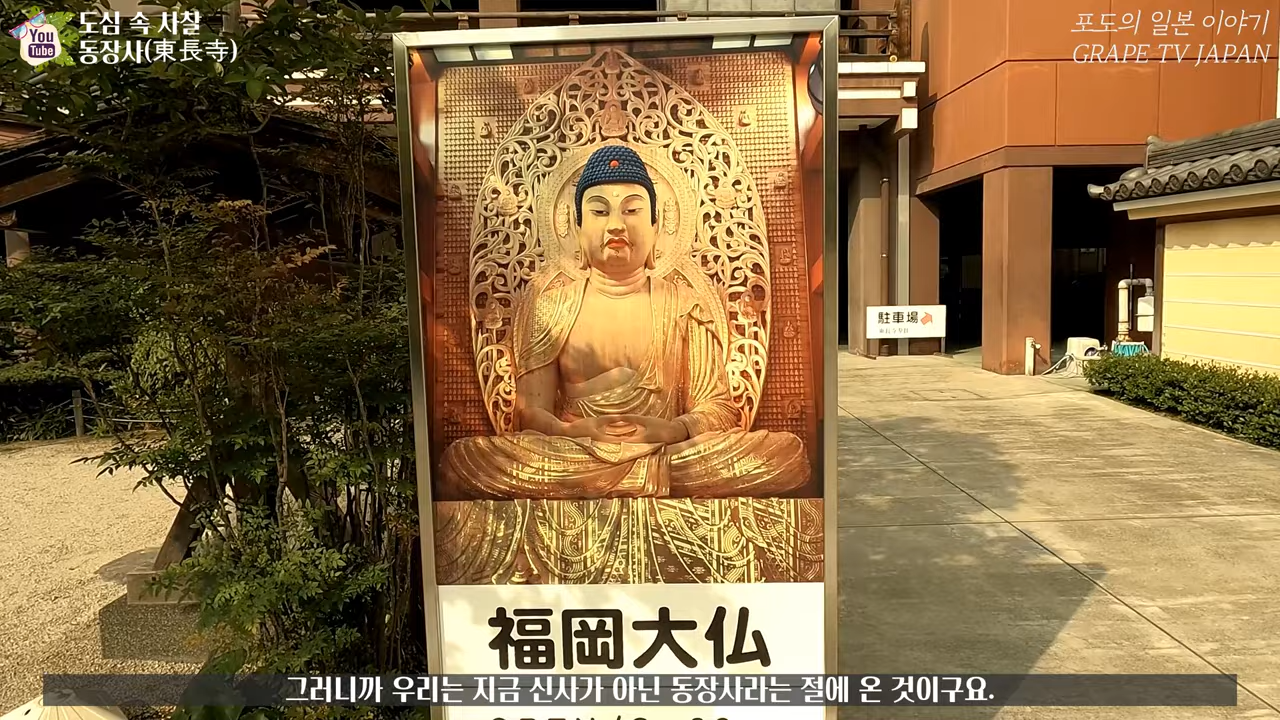 You
Tube
도심 속 사찰
동장사(東長寺)
포도의 일본 이야기
GRAPE TV JAPAN
駐車場
福岡大仏
그러니까 우리는 지금 신사가 아닌 동장사라는 절에 온 것이구요.